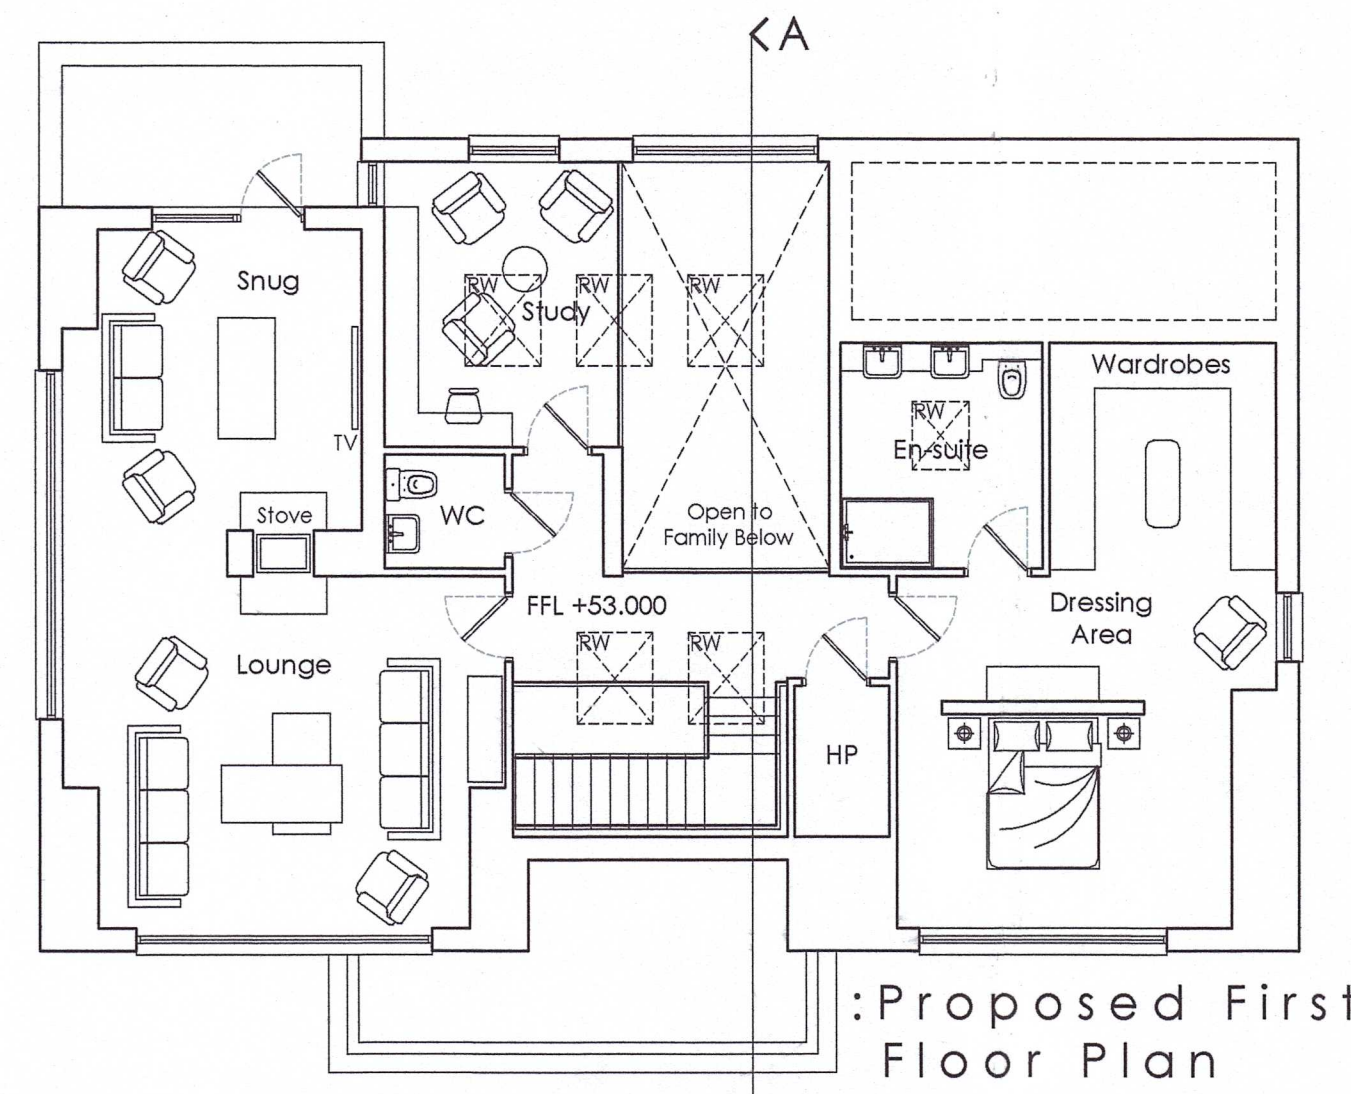 A
Snug
RW
RW
RW
Study
Wardrobes
TV
RW
En-suite
Stove
WC
Open to
Family Below
FFL +53.000
Dressing
Area
RW
RW
Lounge
HP
:Proposed First
Floor Plan